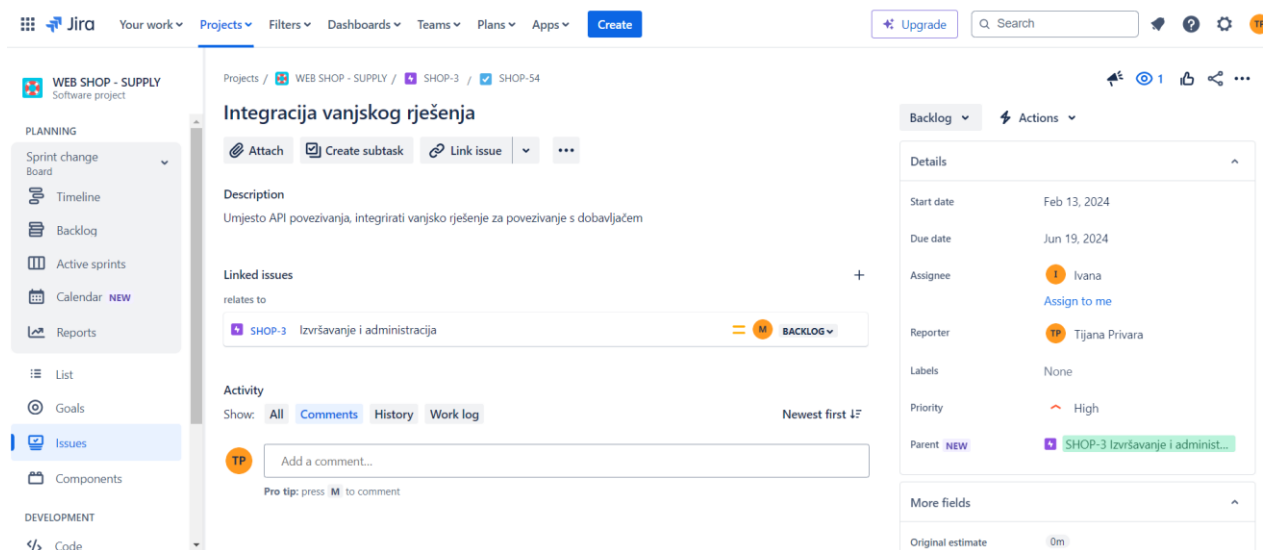 Jira Your work Projects Filters Dashboards Teams Plans Apps Create Upgrade Search TP
WEB SHOP - SUPPLY
Software project
PLANNING
Sprint change
Board
Timeline
Backlog
Active sprints
Calendar NEW
Reports
List
Goals
Issues
Components
DEVELOPMENT
Code
Projects / WEB SHOP - SUPPLY / SHOP-3 / SHOP-54
1
Integracija vanjskog rješenja
Attach Create subtask Link issue
Description
Umjesto API povezivanja, integrirati vanjsko rješenje za povezivanje s dobavljačem
Linked issues
relates to
SHOP-3 Izvršavanje i administracija M BACKLOG
Activity
Show: All Comments History Work log Newest first
TP Add a comment...
Pro tip: press M to comment
Backlog Actions
Details
Start date Feb 13, 2024
Due date Jun 19, 2024
Assignee I Ivana
Assign to me
Reporter TP Tijana Privara
Labels None
Priority High
Parent NEW SHOP-3 Izvršavanje i administ...
More fields
Original estimate 0m